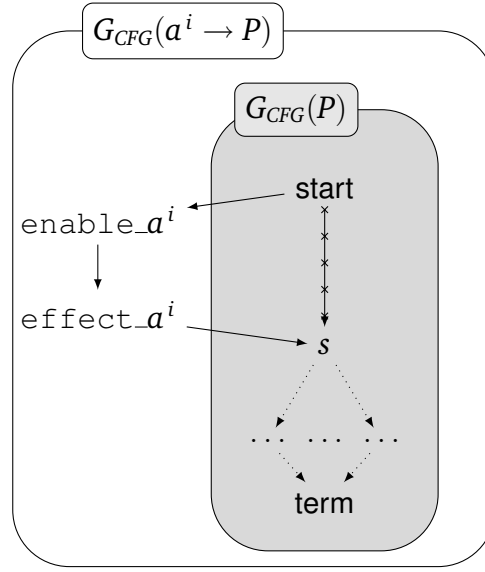 G_CFG(a^i → P)
G_CFG(P)
start
enable_a^i
effect_a^i
s
... ... ...
term